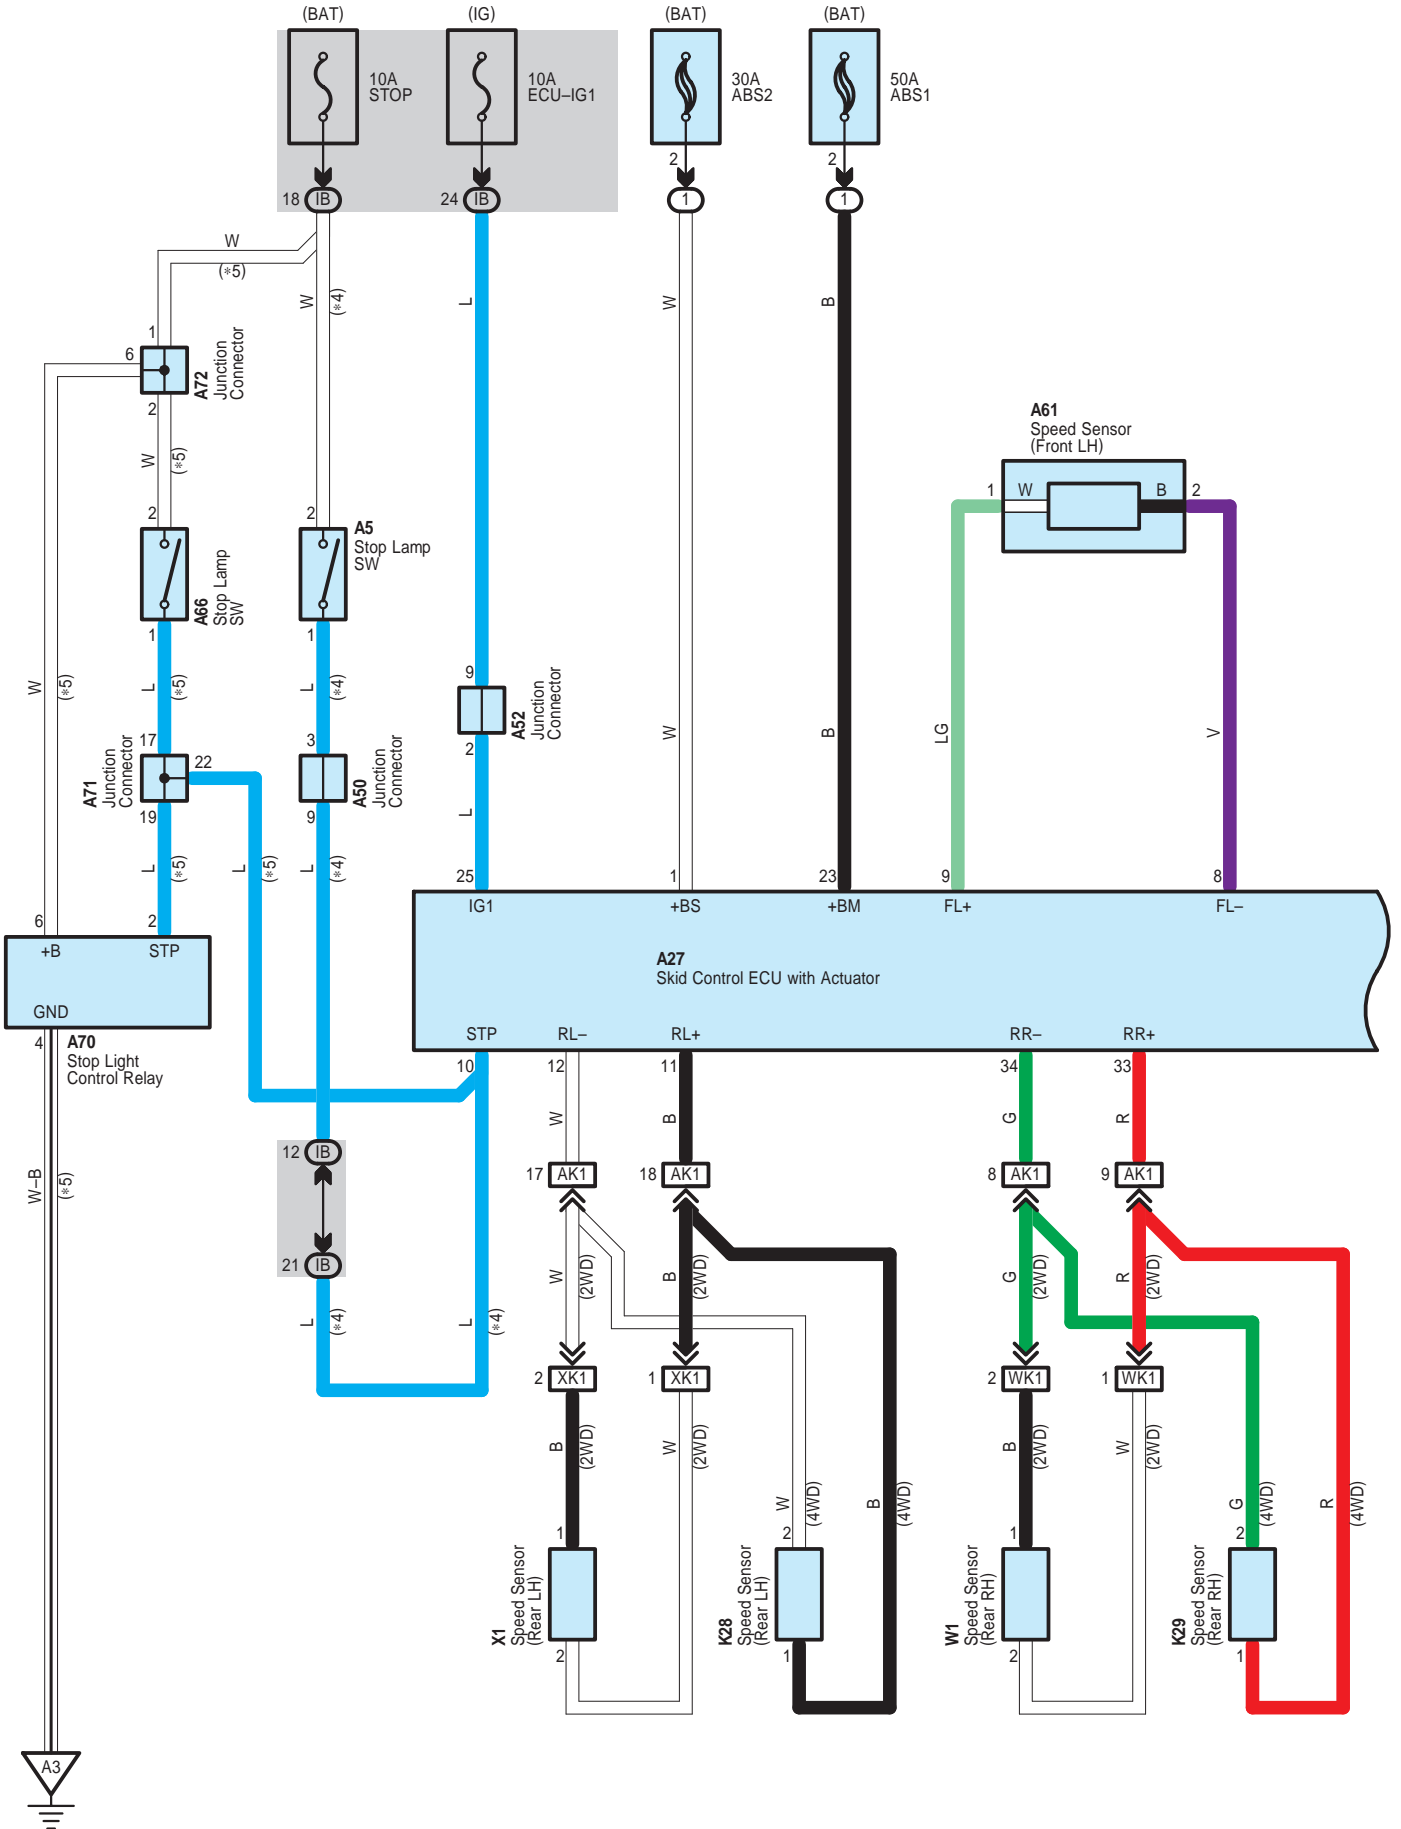 (BAT)
(IG)
(BAT)
(BAT)
10A
STOP
10A
ECU–IG1
30A
ABS2
50A
ABS1
2
2
18
IB
24
IB
1
1
W
(∗5)
W
(∗4)
L
W
B
1
6
A72
Junction
Connector
2
W
(∗5)
A61
Speed Sensor
(Front LH)
1
W
B
2
2
2
A5
Stop Lamp
SW
A66
Stop Lamp
SW
1
1
W
(∗5)
L
(∗5)
L
(∗4)
9
A52
Junction
Connector
2
W
B
LG
V
17
22
3
A71
Junction
Connector
A50
Junction
Connector
19
9
L
(∗5)
L
(∗5)
L
(∗4)
L
25
1
23
9
8
IG1
+BS
+BM
FL+
FL–
A27
Skid Control ECU with Actuator
6
2
+B
STP
GND
4
A70
Stop Light
Control Relay
STP
RL–
RL+
RR–
RR+
10
12
11
34
33
W
B
G
R
12
IB
17
AK1
18
AK1
8
AK1
9
AK1
W–B
(∗5)
21
IB
W
(2WD)
B
(2WD)
G
(2WD)
R
(2WD)
L
(∗4)
L
(∗4)
2
XK1
1
XK1
2
WK1
1
WK1
B
(2WD)
W
(2WD)
B
(2WD)
W
(2WD)
W
(4WD)
B
(4WD)
G
(4WD)
R
(4WD)
1
2
1
2
X1
Speed Sensor
(Rear LH)
K28
Speed Sensor
(Rear LH)
W1
Speed Sensor
(Rear RH)
K29
Speed Sensor
(Rear RH)
2
1
2
1
A3